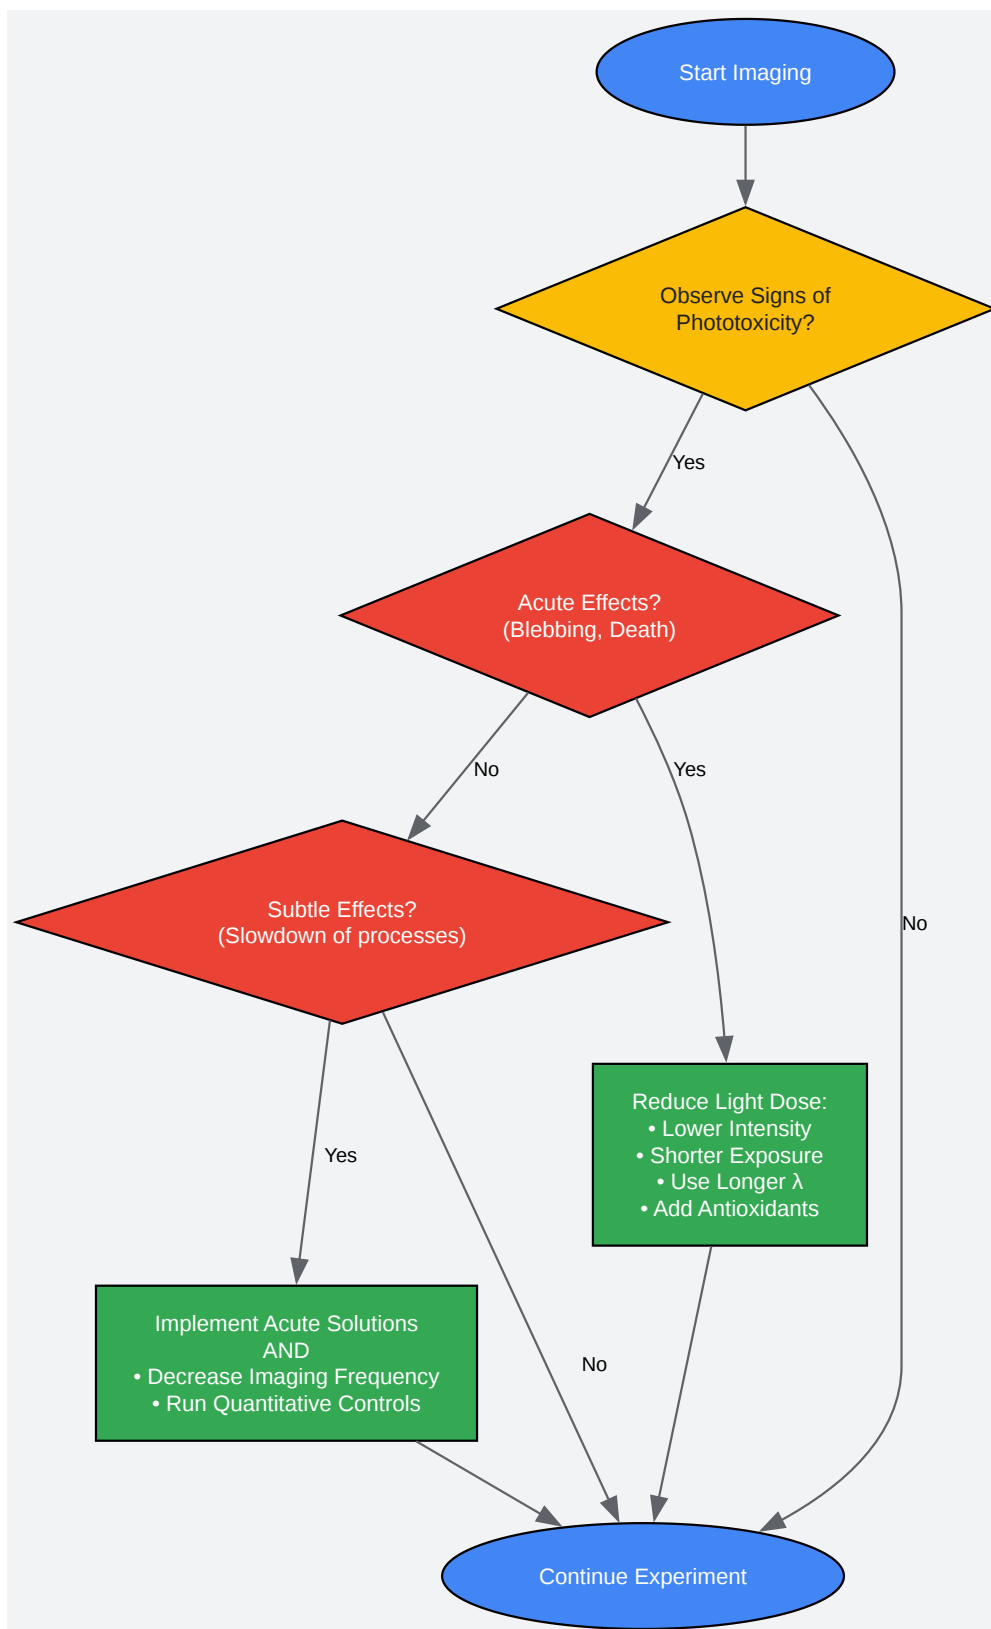 Start Imaging
Observe Signs of
Phototoxicity?
Yes
Acute Effects?
(Blebbing, Death)
No
Yes
Subtle Effects?
(Slowdown of processes)
No
Reduce Light Dose:
• Lower Intensity
• Shorter Exposure
• Use Longer λ
• Add Antioxidants
Yes
Implement Acute Solutions
AND
• Decrease Imaging Frequency
• Run Quantitative Controls
No
Continue Experiment